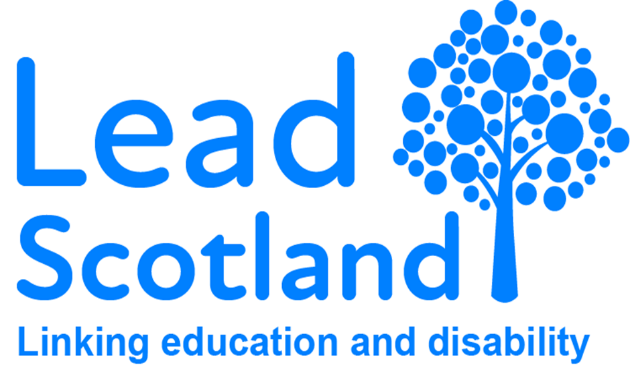 Lead
Scotland
Linking education and disability